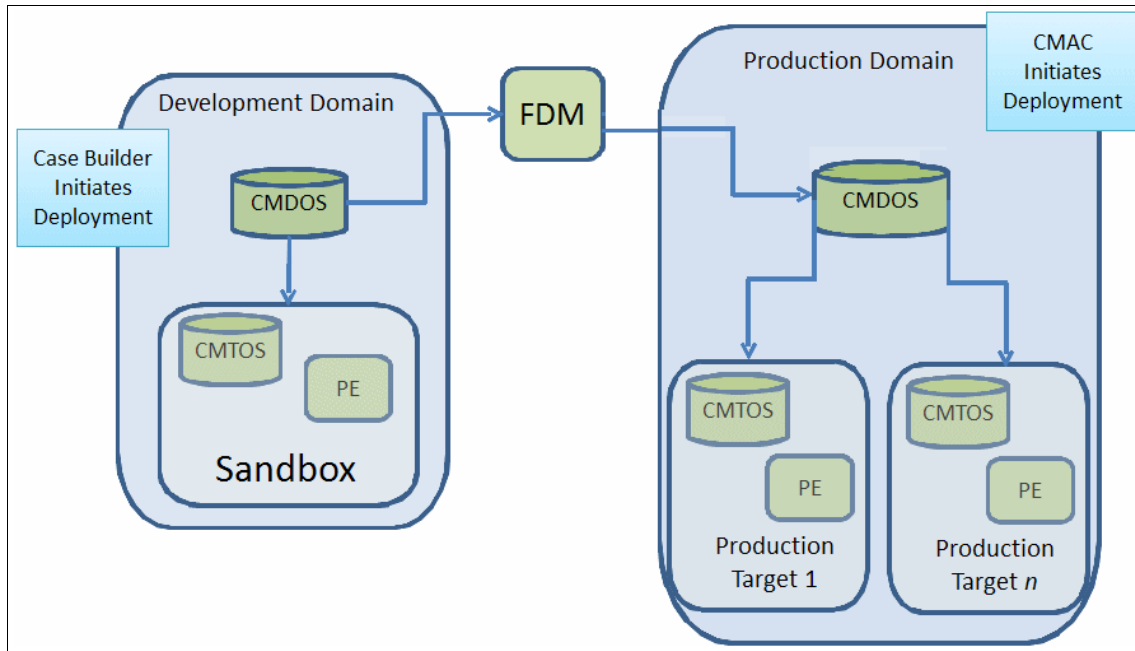 Development Domain
Case Builder
Initiates
Deployment
CMDOS
CMTOS
PE
Sandbox
FDM
Production Domain
CMAC
Initiates
Deployment
CMDOS
CMTOS
PE
Production
Target 1
CMTOS
PE
Production
Target n